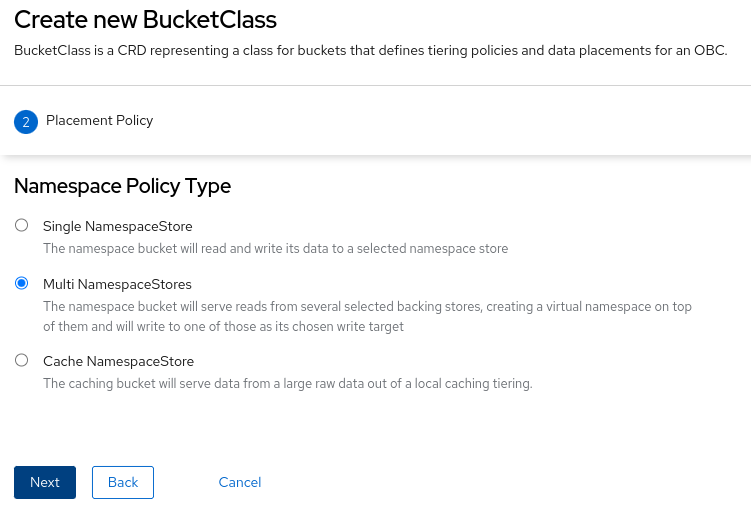 Create new BucketClass
BucketClass is a CRD representing a class for buckets that defines tiering policies and data placements for an OBC.
2 Placement Policy
Namespace Policy Type
Single NamespaceStore
The namespace bucket will read and write its data to a selected namespace store
Multi NamespaceStores
The namespace bucket will serve reads from several selected backing stores, creating a virtual namespace on top
of them and will write to one of those as its chosen write target
Cache NamespaceStore
The caching bucket will serve data from a large raw data out of a local caching tiering.
Next Back Cancel